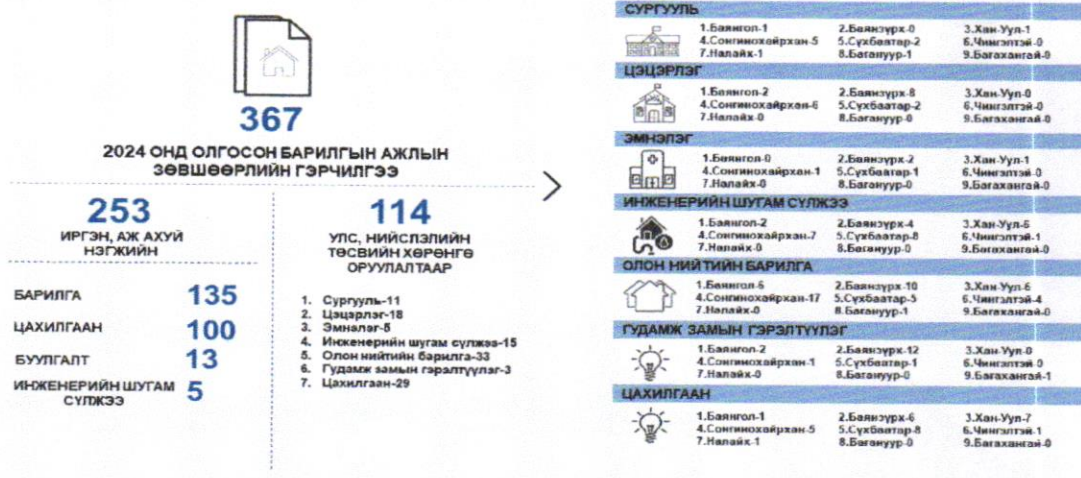 367
2024 ОНД ОЛГОСОН БАРИЛГЫН АЖЛЫН
ЗӨВШӨӨРЛИЙН ГЭРЧИЛГЭЭ
253
ИРГЭН, АЖ АХУЙ
НЭГЖИЙН
БАРИЛГА 135
ЦАХИЛГААН 100
БУУЛГАЛТ 13
ИНЖЕНЕРИЙН ШУГАМ
СҮЛЖЭЭ 5
114
УЛС, НИЙСЛЭЛИЙН
ТӨСВИЙН ХӨРӨНГӨ
ОРУУЛАЛТААР
1. Сургууль-11
2. Цэцэрлэг-18
3. Эмнэлэг-5
4. Инженерийн шугам сүлжээ-15
5. Олон нийтийн барилга-33
6. Гудамж замын гэрэлтүүлэг-3
7. Цахилгаан-29
СУРГУУЛЬ
1.Баянгол-1 2.Баянзүрх-0 3.Хан-Уул-1
4.Сонгинохайрхан-5 5.Сүхбаатар-2 6.Чингэлтэй-0
7.Налайх-1 8.Багануур-1 9.Багахангай-0
ЦЭЦЭРЛЭГ
1.Баянгол-2 2.Баянзүрх-8 3.Хан-Уул-0
4.Сонгинохайрхан-6 5.Сүхбаатар-2 6.Чингэлтэй-0
7.Налайх-0 8.Багануур-0 9.Багахангай-0
ЭМНЭЛЭГ
1.Баянгол-0 2.Баянзүрх-2 3.Хан-Уул-1
4.Сонгинохайрхан-1 5.Сүхбаатар-1 6.Чингэлтэй-0
7.Налайх-0 8.Багануур-0 9.Багахангай-0
ИНЖЕНЕРИЙН ШУГАМ СҮЛЖЭЭ
1.Баянгол-2 2.Баянзүрх-4 3.Хан-Уул-5
4.Сонгинохайрхан-7 5.Сүхбаатар-8 6.Чингэлтэй-1
7.Налайх-0 8.Багануур-0 9.Багахангай-0
ОЛОН НИЙТИЙН БАРИЛГА
1.Баянгол-6 2.Баянзүрх-10 3.Хан-Уул-6
4.Сонгинохайрхан-17 5.Сүхбаатар-5 6.Чингэлтэй-4
7.Налайх-0 8.Багануур-1 9.Багахангай-0
ГУДАМЖ ЗАМЫН ГЭРЭЛТҮҮЛЭГ
1.Баянгол-2 2.Баянзүрх-12 3.Хан-Уул-0
4.Сонгинохайрхан-1 5.Сүхбаатар-1 6.Чингэлтэй 0
7.Налайх-0 8.Багануур-0 9.Багахангай-1
ЦАХИЛГААН
1.Баянгол-1 2.Баянзүрх-6 3.Хан-Уул-7
4.Сонгинохайрхан-5 5.Сүхбаатар-8 6.Чингэлтэй-1
7.Налайх-1 8.Багануур-0 9.Багахангай-0